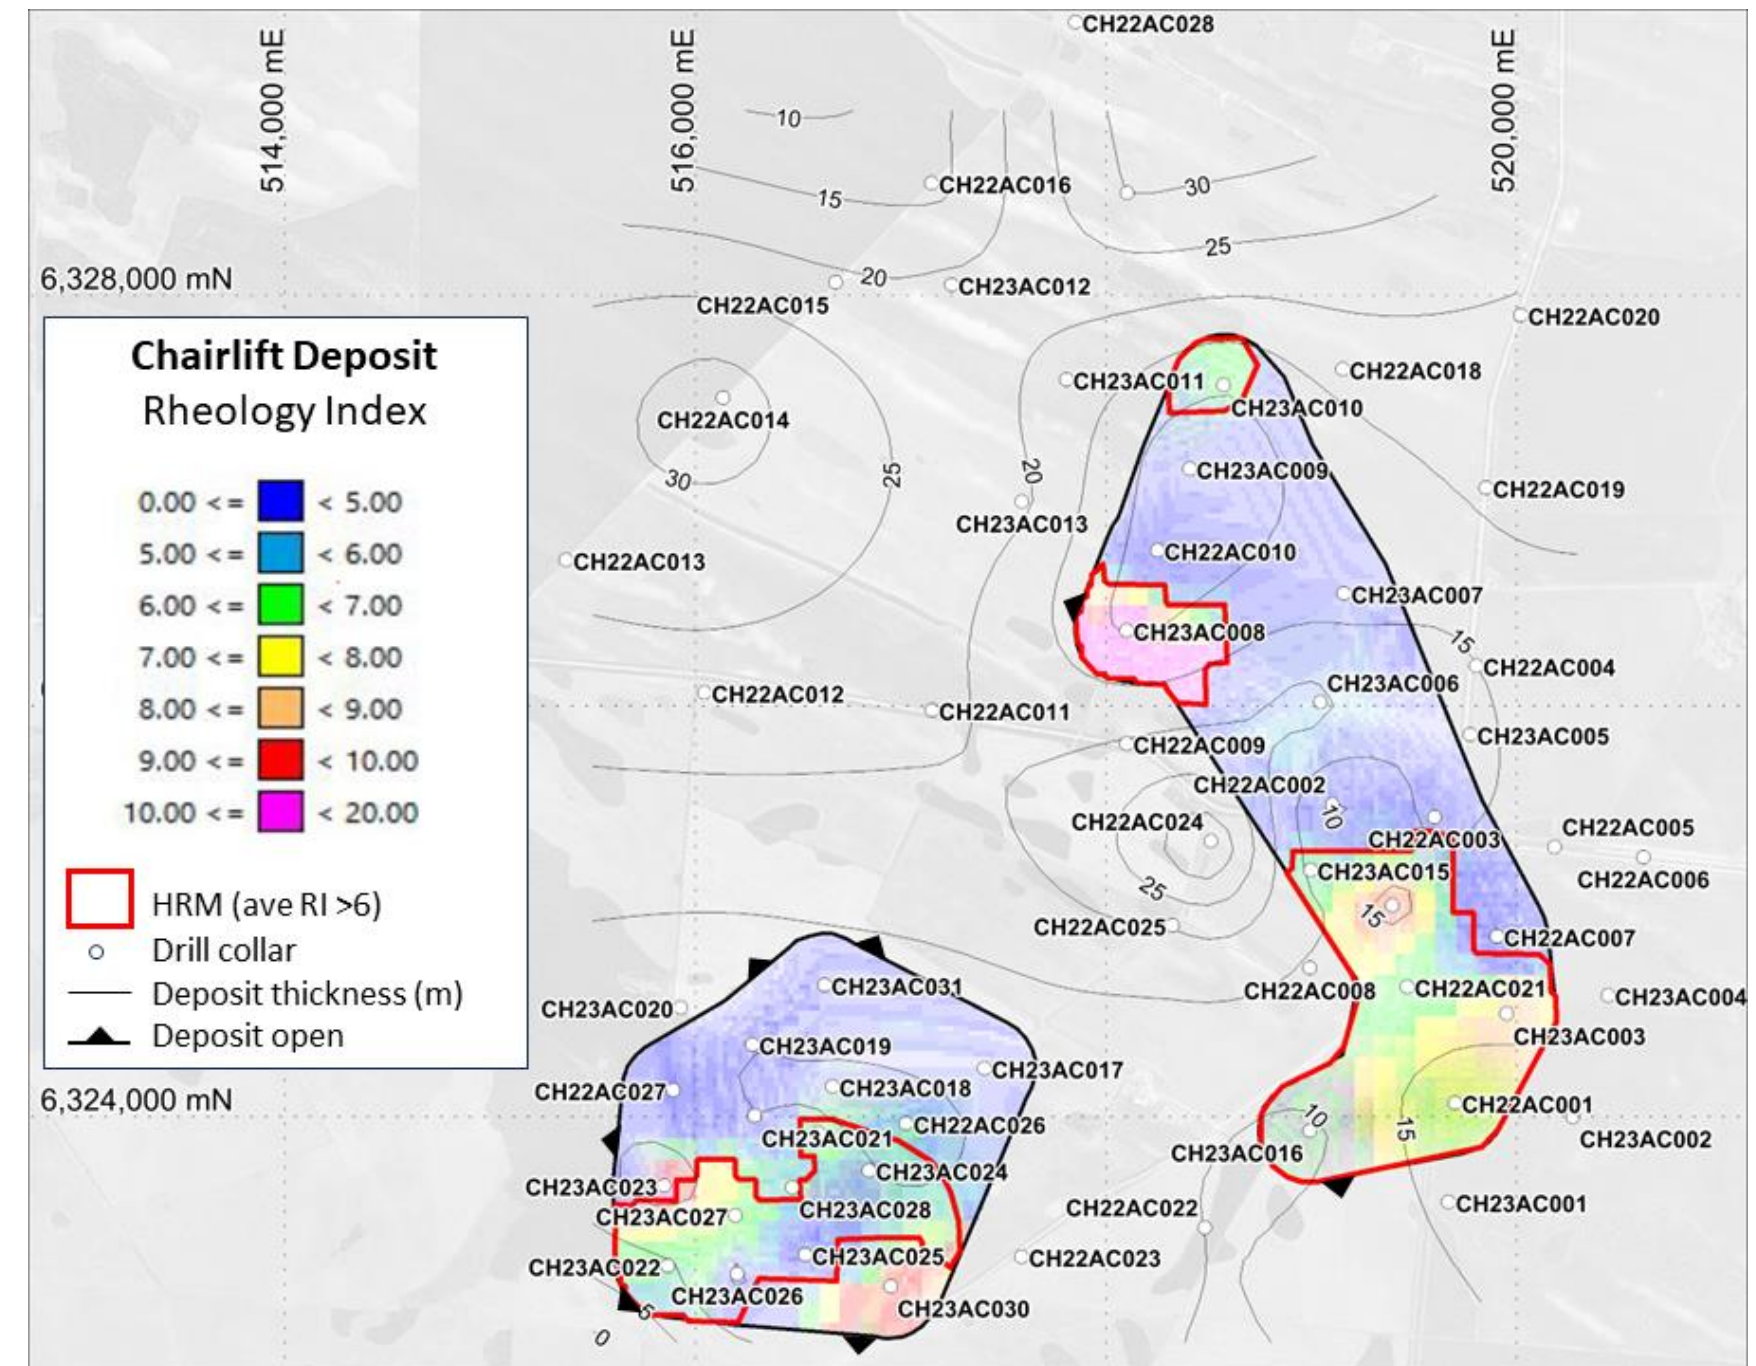 CH22AC028
514,000 mE
516,000 mE
520,000 mE
10
CH22AC016
15
30
25
6,328,000 mN
20
CH23AC012
CH22AC015
CH22AC020
Chairlift Deposit
Rheology Index
0.00 < = < 5.00
5.00 < = < 6.00
6.00 < = < 7.00
7.00 < = < 8.00
8.00 < = < 9.00
9.00 < = < 10.00
10.00 < = < 20.00
HRM (ave RI >6)
Drill collar
Deposit thickness (m)
Deposit open
CH23AC011
CH22AC018
CH23AC010
CH22AC014
30
25
20
CH23AC009
CH22AC019
CH23AC013
CH22AC013
CH22AC010
CH23AC007
CH23AC008
15
CH22AC004
CH22AC012
CH22AC011
CH23AC006
CH22AC009
CH23AC005
CH22AC002
10
CH22AC024
CH22AC003
CH22AC005
CH22AC006
25
CH23AC015
15
CH22AC025
CH22AC007
CH22AC008
CH22AC021
CH23AC004
CH23AC003
CH23AC031
CH23AC020
CH23AC019
CH23AC017
CH22AC027
CH23AC018
6,324,000 mN
CH22AC026
CH23AC021
10
15
CH22AC001
CH23AC002
CH23AC016
CH23AC024
CH23AC023
CH23AC028
CH23AC027
CH22AC022
CH23AC001
CH23AC025
CH22AC023
CH23AC022
CH23AC026
CH23AC030
5
0